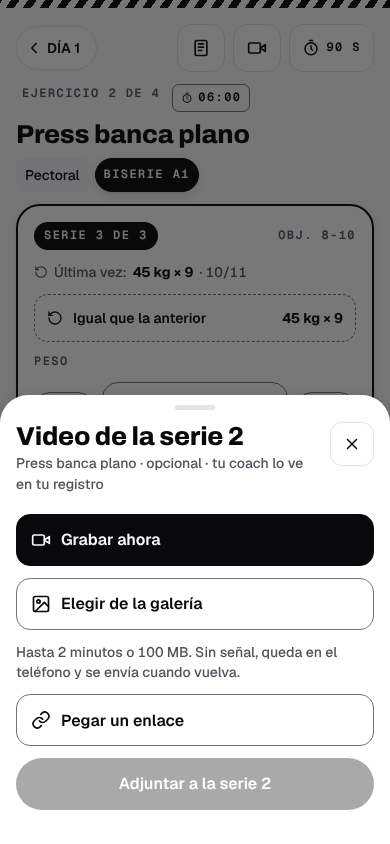 DÍA 1
90 S
EJERCICIO 2 DE 4
06:00
Press banca plano
Pectoral
BISERIE A1
SERIE 3 DE 3
OBJ. 8-10
Última vez: 45 kg × 9 · 10/11
Igual que la anterior
45 kg × 9
PESO
Video de la serie 2
Press banca plano · opcional · tu coach lo ve
en tu registro
Grabar ahora
Elegir de la galería
Hasta 2 minutos o 100 MB. Sin señal, queda en el
teléfono y se envía cuando vuelva.
Pegar un enlace
Adjuntar a la serie 2